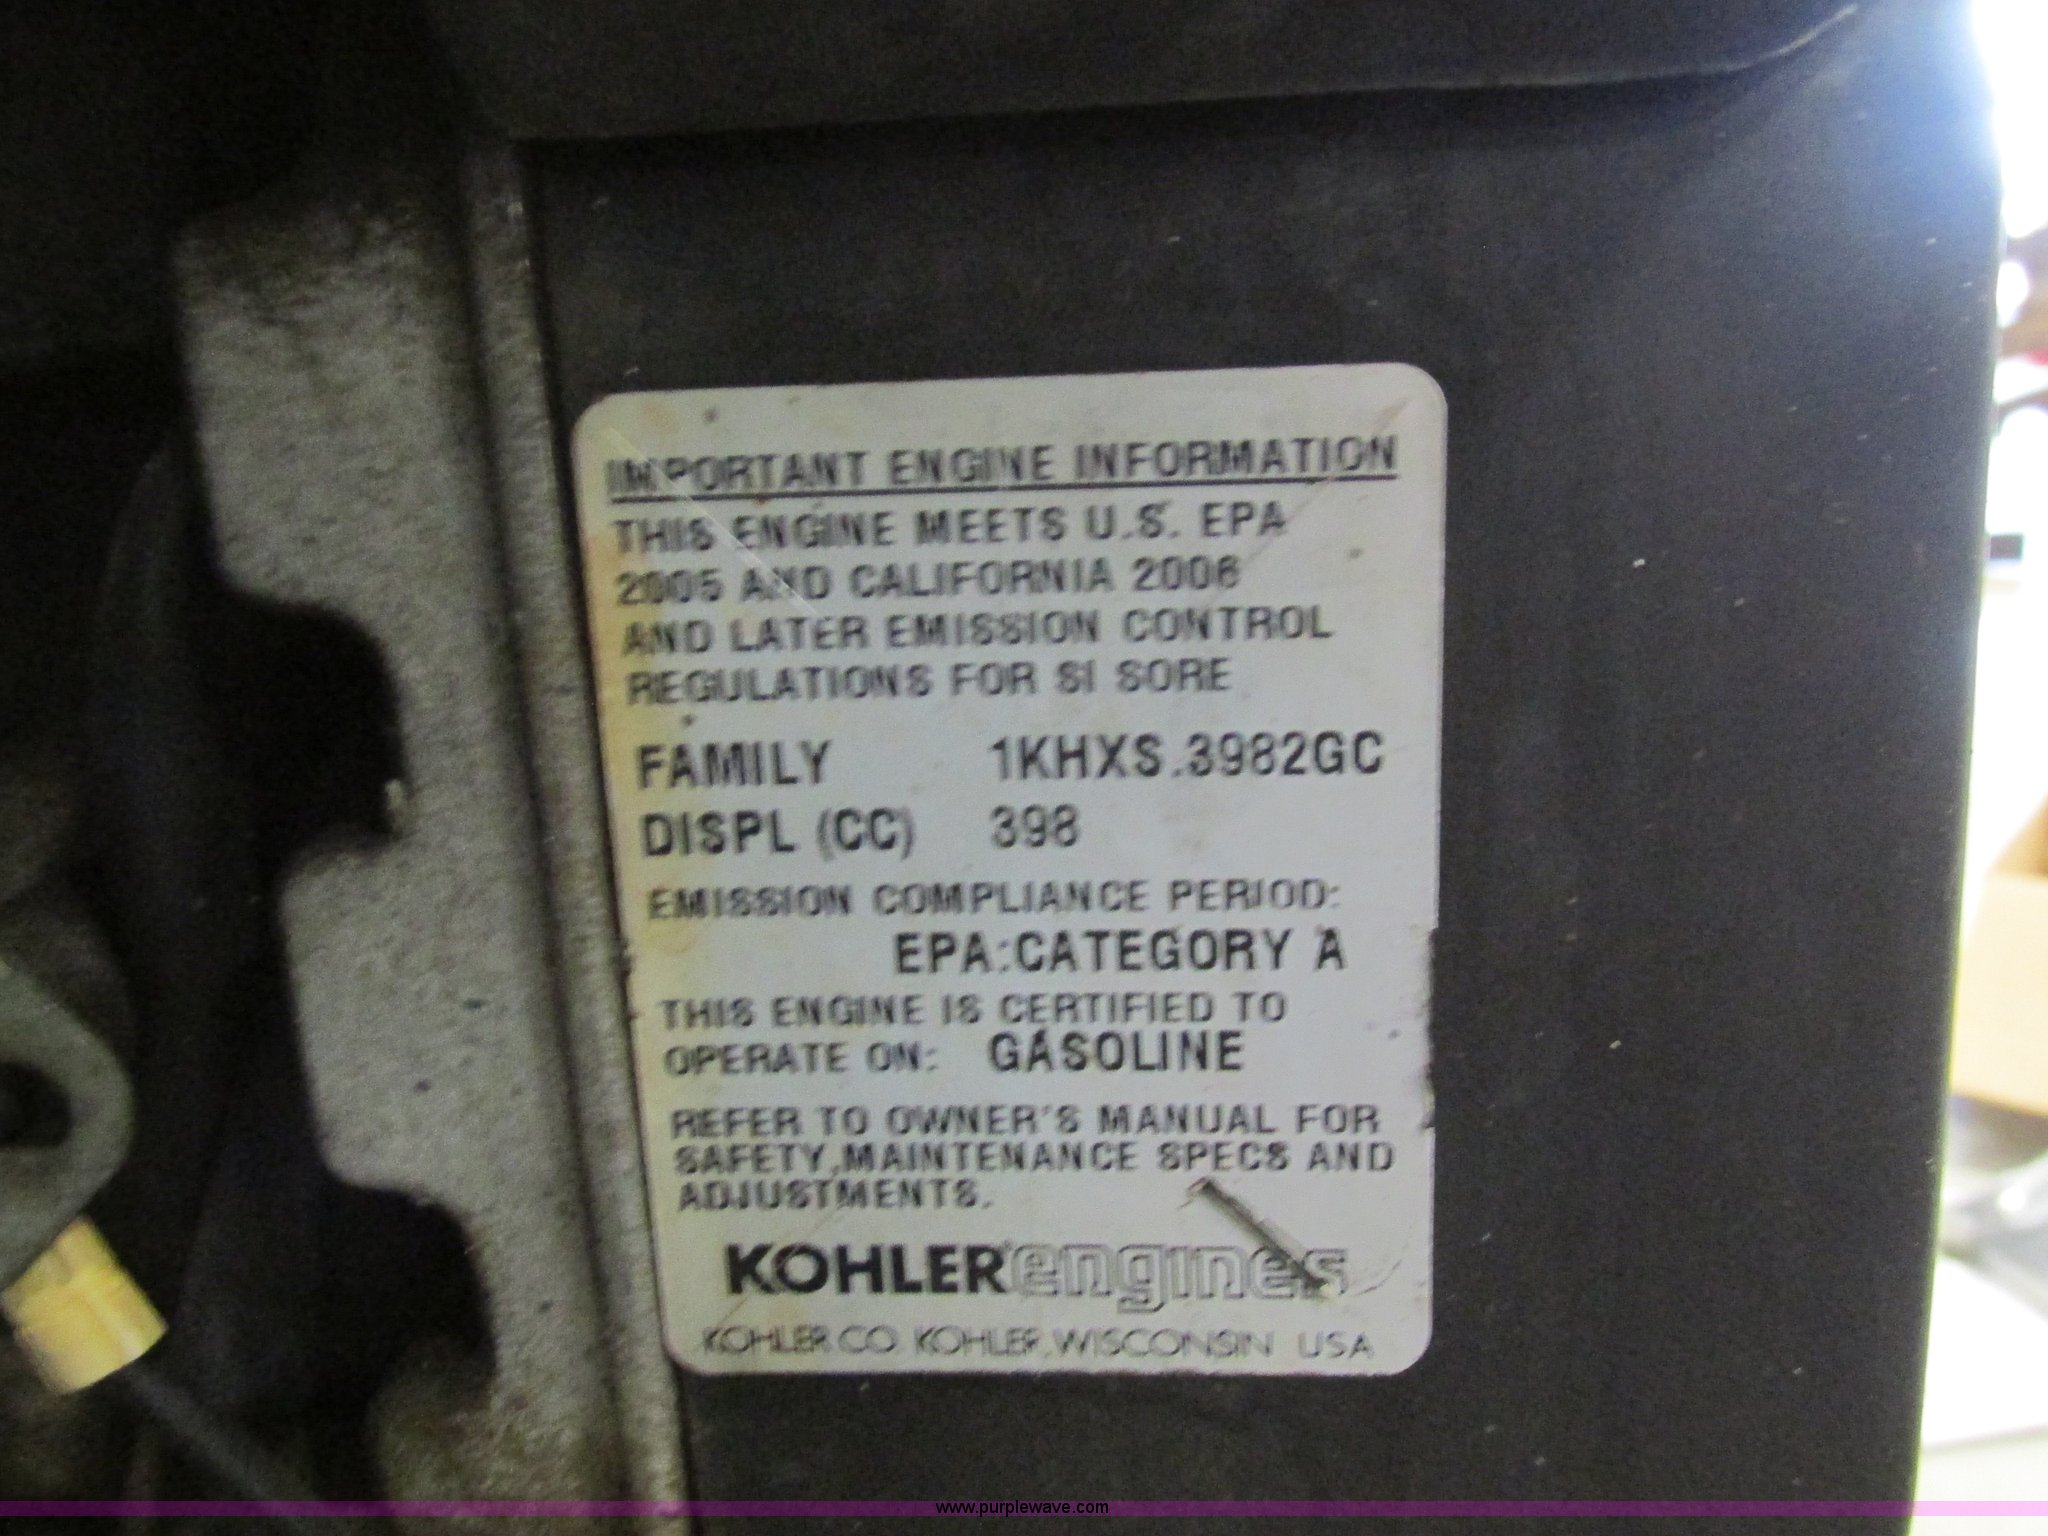 IMPORTANT ENGINE INFORMATION
THIS ENGINE MEETS U.S. EPA
2005 AND CALIFORNIA 2006
AND LATER EMISSION CONTROL
REGULATIONS FOR SI SORE
FAMILY 1KHXS.3982GC
DISPL (CC) 398
EMISSION COMPLIANCE PERIOD:
EPA:CATEGORY A
THIS ENGINE IS CERTIFIED TO
OPERATE ON: GASOLINE
REFER TO OWNER'S MANUAL FOR
SAFETY,MAINTENANCE SPECS AND
ADJUSTMENTS.
KOHLER engines
KOHLER CO. KOHLER, WISCONSIN USA
www.purplewave.com